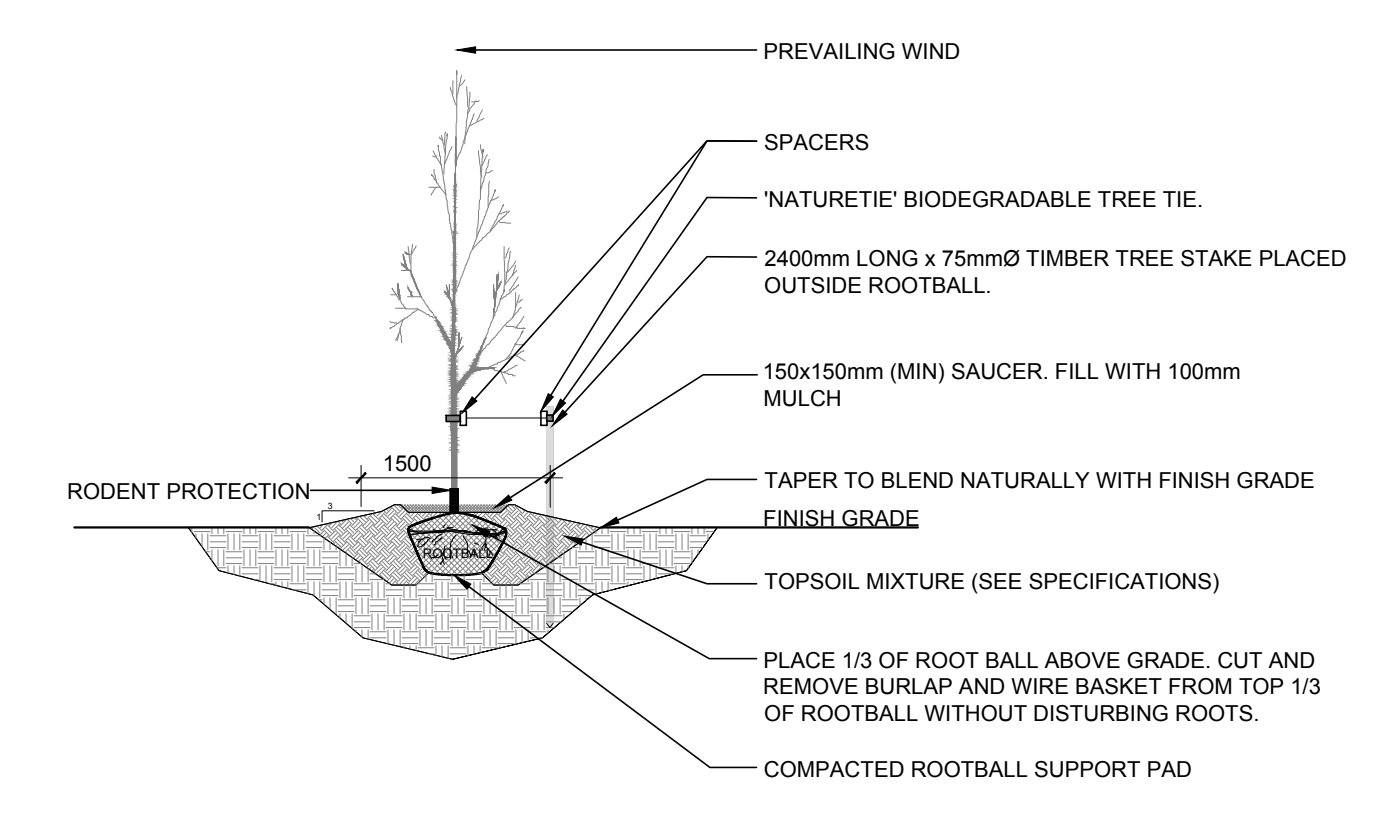 PREVAILING WIND
SPACERS
'NATURETIE' BIODEGRADABLE TREE TIE.
2400mm LONG x 75mmØ TIMBER TREE STAKE PLACED
OUTSIDE ROOTBALL.
150x150mm (MIN) SAUCER. FILL WITH 100mm
MULCH
1500
RODENT PROTECTION
TAPER TO BLEND NATURALLY WITH FINISH GRADE
3
1
FINISH GRADE
ROOTBALL
TOPSOIL MIXTURE (SEE SPECIFICATIONS)
PLACE 1/3 OF ROOT BALL ABOVE GRADE. CUT AND
REMOVE BURLAP AND WIRE BASKET FROM TOP 1/3
OF ROOTBALL WITHOUT DISTURBING ROOTS.
COMPACTED ROOTBALL SUPPORT PAD